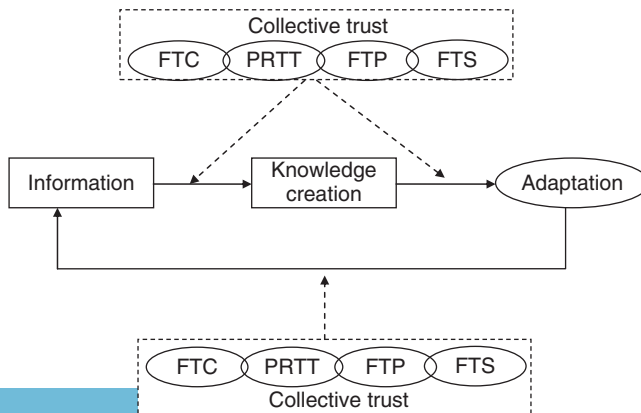 Collective trust
FTC PRTT FTP FTS
Information
Knowledge
creation
Adaptation
FTC PRTT FTP FTS
Collective trust